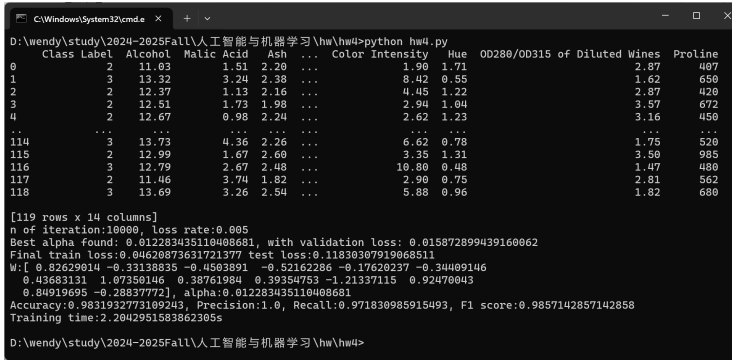 C:\Windows\System32\cmd.e
D:\wendy\study\2024-2025Fall\人工智能与机器学习\hw\hw4>python hw4.py
Class Label Alcohol Malic Acid Ash ... Color Intensity Hue OD280/OD315 of Diluted Wines Proline
0 2 11.03 1.51 2.20 ... 1.90 1.71 2.87 407
1 3 13.32 3.24 2.38 ... 8.42 0.55 1.62 650
2 2 12.37 1.13 2.16 ... 4.45 1.22 2.87 420
3 2 12.51 1.73 1.98 ... 2.94 1.04 3.57 672
4 2 12.67 0.98 2.24 ... 2.62 1.23 3.16 450
.. ... ... ... ... ... ... ... ... ...
114 3 13.73 4.36 2.26 ... 6.62 0.78 1.75 520
115 2 12.99 1.67 2.60 ... 3.35 1.31 3.50 985
116 3 12.79 2.67 2.48 ... 10.80 0.48 1.47 480
117 2 11.46 3.74 1.82 ... 2.90 0.75 2.81 562
118 3 13.69 3.26 2.54 ... 5.88 0.96 1.82 680
[119 rows x 14 columns]
n of iteration:10000, loss rate:0.005
Best alpha found: 0.012283435110408681, with validation loss: 0.015872899439160062
Final train loss:0.04620873631721377 test loss:0.11830307919068511
W:[ 0.82629014 -0.33138835 -0.4503891 -0.52162286 -0.17620237 -0.34409146
0.43683131 1.07350146 0.38761984 0.39354753 -1.21337115 0.92470043
0.84919695 -0.28837772], alpha:0.012283435110408681
Accuracy:0.9831932773109243, Precision:1.0, Recall:0.971830985915493, F1 score:0.9857142857142858
Training time:2.2042951583862305s
D:\wendy\study\2024-2025Fall\人工智能与机器学习\hw\hw4>